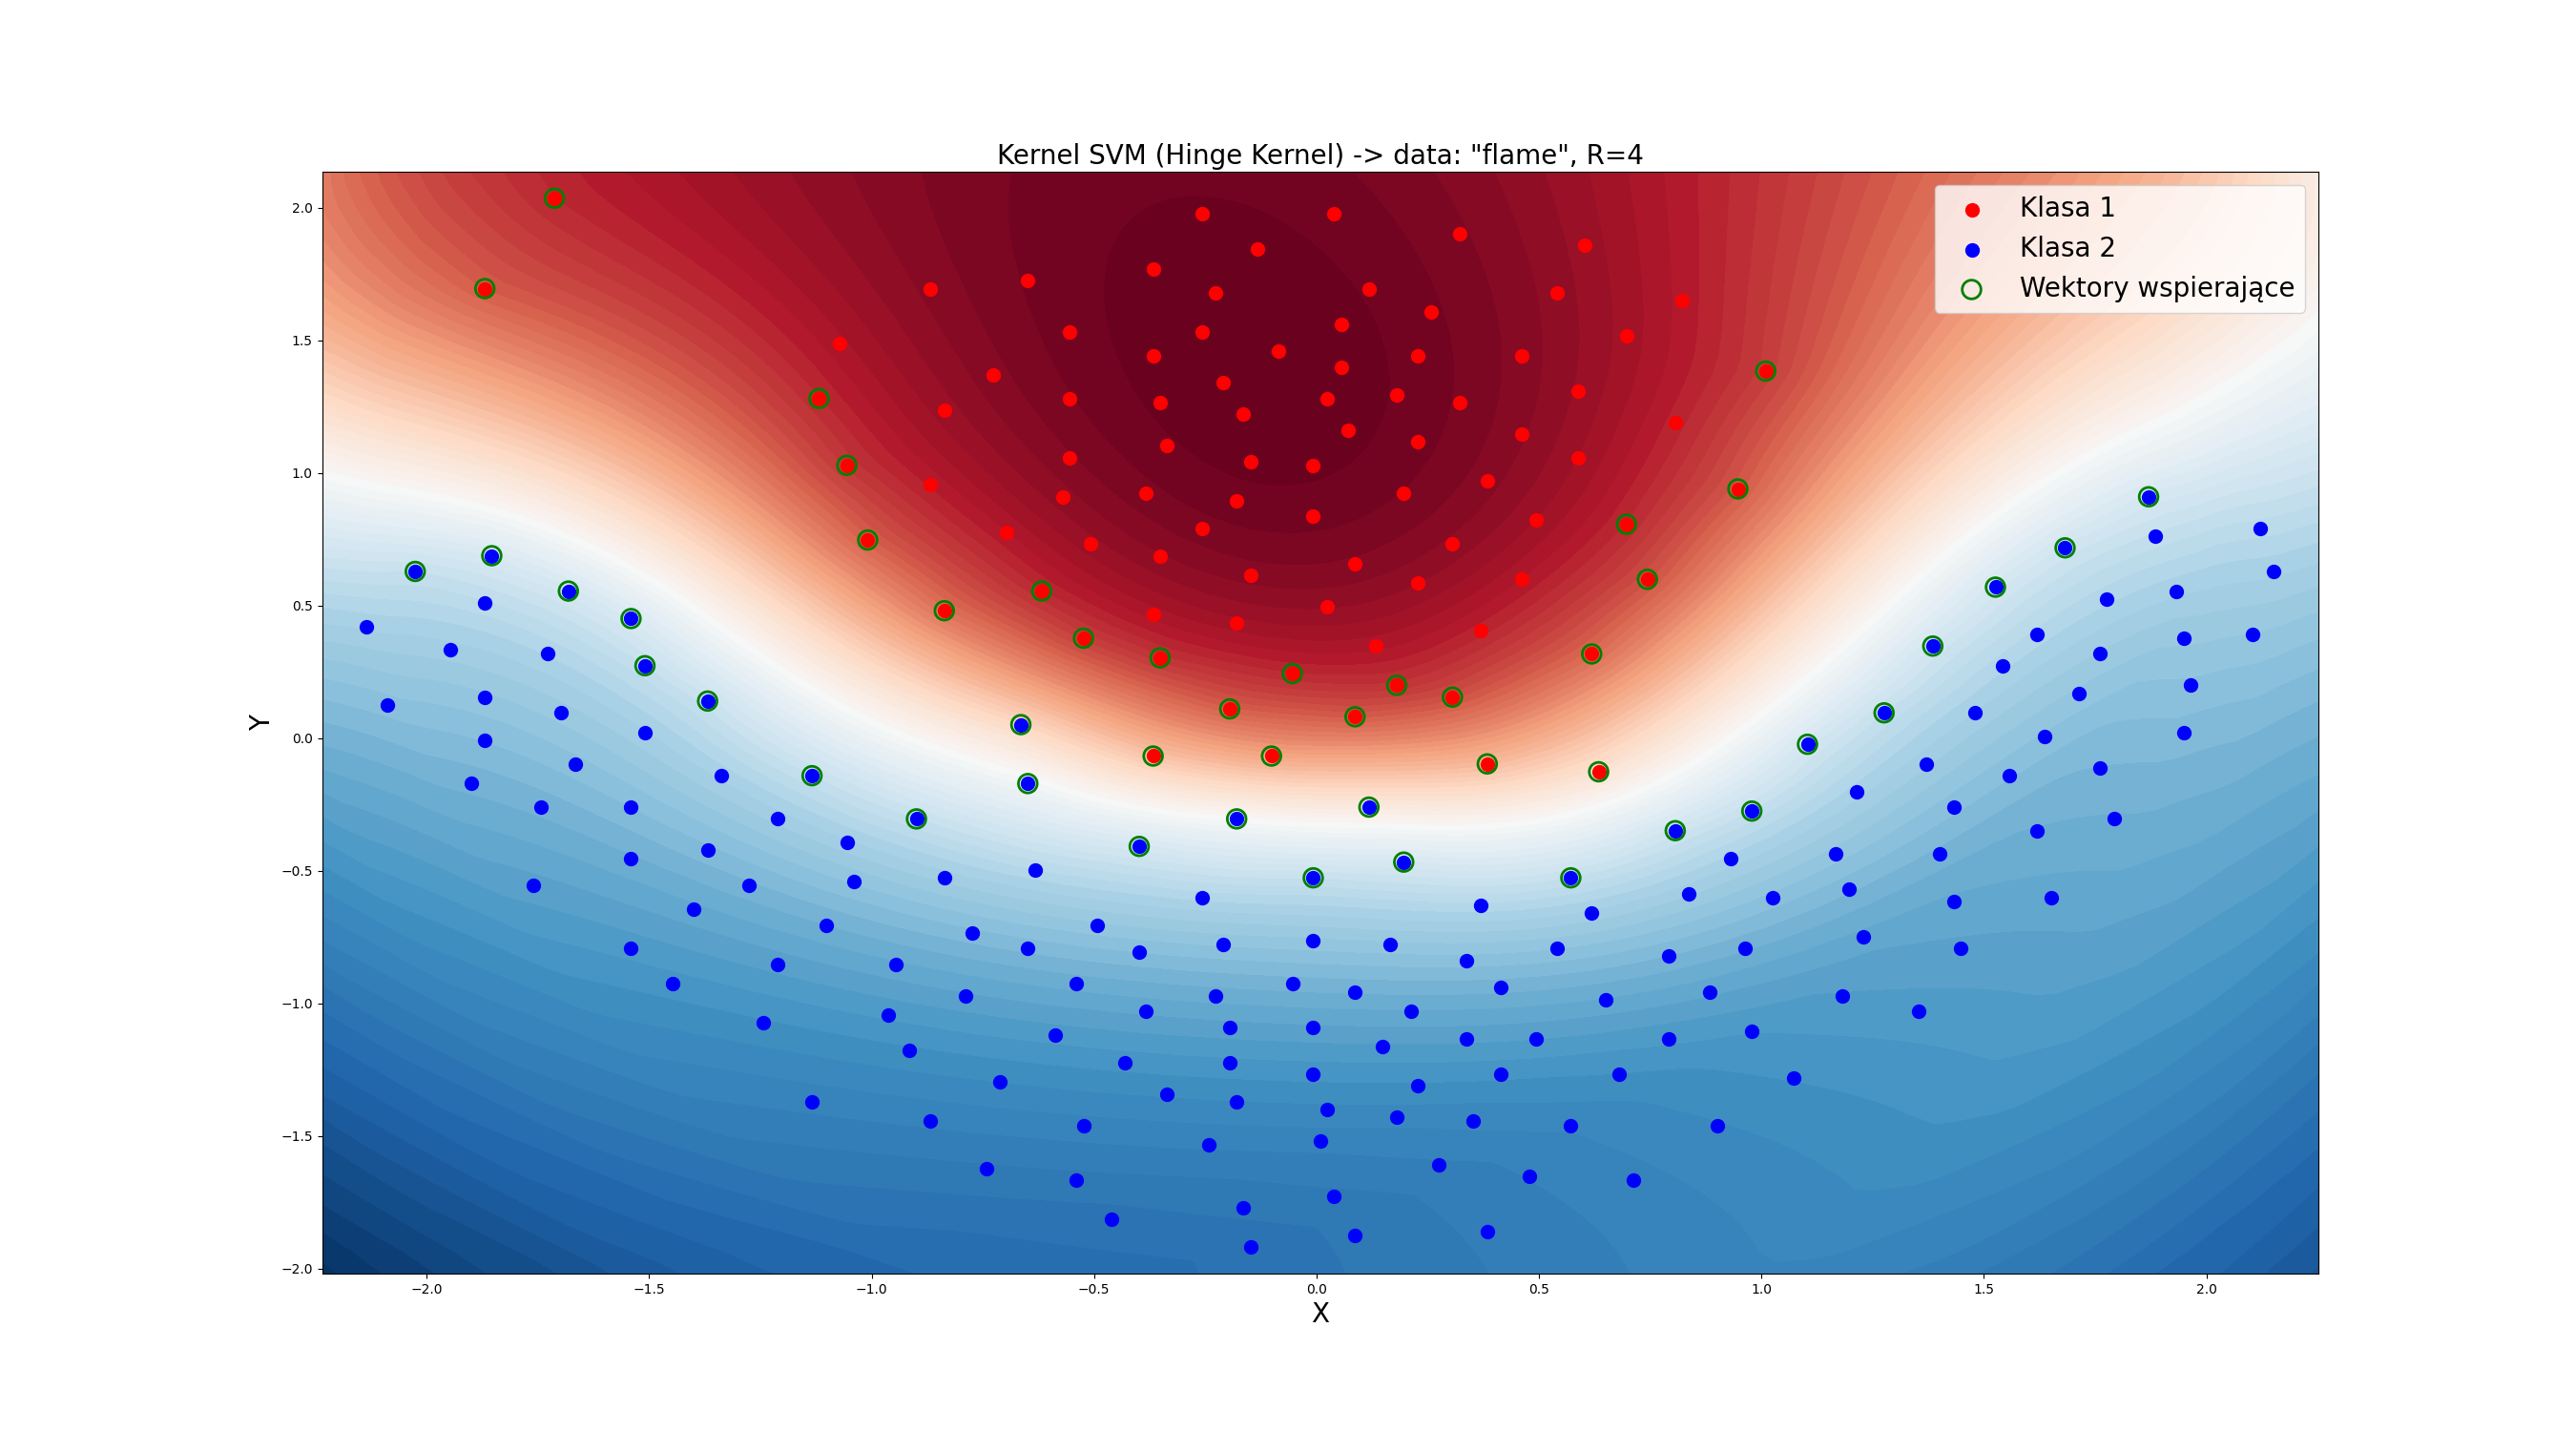 Kernel SVM (Hinge Kernel) -> data: "flame", R=4
Klasa 1
Klasa 2
Wektory wspierające
2.0
1.5
1.0
0.5
0.0
−0.5
−1.0
−1.5
−2.0
Y
−2.0 −1.5 −1.0 −0.5 0.0 0.5 1.0 1.5 2.0
X